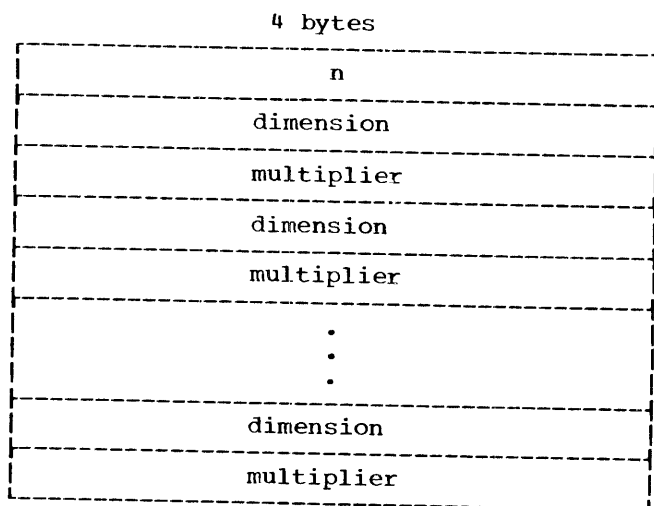 4 bytes
n
dimension
multiplier
dimension
multiplier
.
.
.
dimension
multiplier